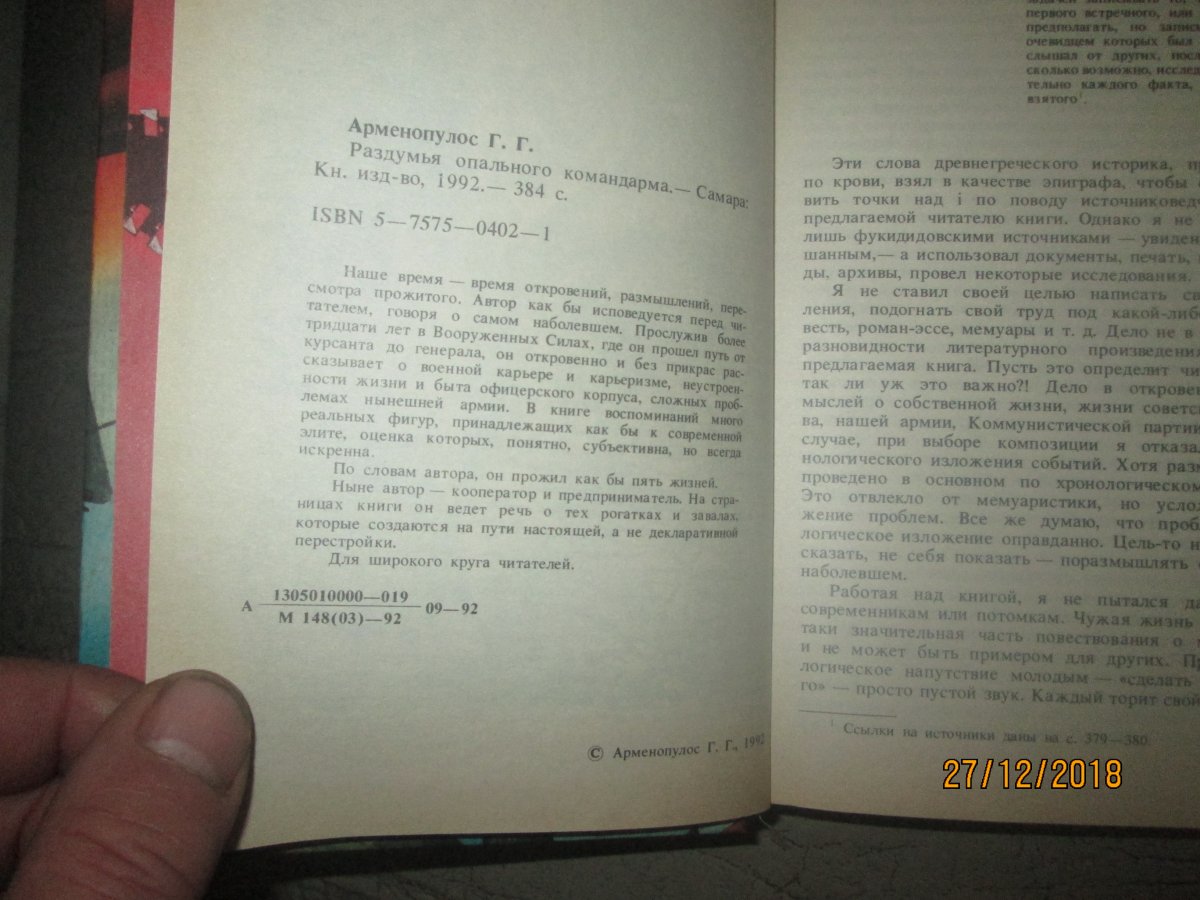 Арменопулос Г. Г.
Раздумья опального командарма.— Самара:
Кн. изд-во, 1992.— 384 с.
ISBN 5—7575—0402—1
Наше время — время откровений, размышлений, пере-
смотра прожитого. Автор как бы исповедуется перед чи-
тателем, говоря о самом наболевшем. Прослужив более
тридцати лет в Вооруженных Силах, где он прошел путь от
курсанта до генерала, он откровенно и без прикрас рас-
сказывает о военной карьере и карьеризме, неустроен-
ности жизни и быта офицерского корпуса, сложных проб-
лемах нынешней армии. В книге воспоминаний много
реальных фигур, принадлежащих как бы к современной
элите, оценка которых, понятно, субъективна, но всегда
искренна.
По словам автора, он прожил как бы пять жизней.
Ныне автор — кооператор и предприниматель. На стра-
ницах книги он ведет речь о тех рогатках и завалах,
которые создаются на пути настоящей, а не декларативной
перестройки.
Для широкого круга читателей.
А 1305010000—019 09—92
М 148(03)—92
© Арменопулос Г. Г., 1992
первого встречного, или
предполагать, но запис
очевидцем которых был
слышал от других, посл
сколько возможно, исслед
тельно каждого факта,
взятого¹.
Эти слова древнегреческого историка, п
по крови, взял в качестве эпиграфа, чтобы
вить точки над i по поводу источниковед
предлагаемой читателю книги. Однако я не
лишь фукидидовскими источниками — увиден
шанным,— а использовал документы, печать,
ды, архивы, провел некоторые исследования.
Я не ставил своей целью написать св
ления, подогнать свой труд под какой-либ
весть, роман-эссе, мемуары и т. д. Дело не в
разновидности литературного произведения
предлагаемая книга. Пусть это определит чи
так ли уж это важно?! Дело в откровен
мыслей о собственной жизни, жизни советс
ва, нашей армии, Коммунистической партии
случае, при выборе композиции я отказал
нологического изложения событий. Хотя разм
проведено в основном по хронологическом
Это отвлекло от мемуаристики, но услож
жение проблем. Все же думаю, что проб
логическое изложение оправданно. Цель-то н
сказать, не себя показать — поразмышлять
наболевшем.
Работая над книгой, я не пытался да
современникам или потомкам. Чужая жизнь
таки значительная часть повествования о
и не может быть примером для других. Пр
логическое напутствие молодым — «сделать
го» — просто пустой звук. Каждый торит свой
¹ Ссылки на источники даны на с. 379—380.
27/12/2018